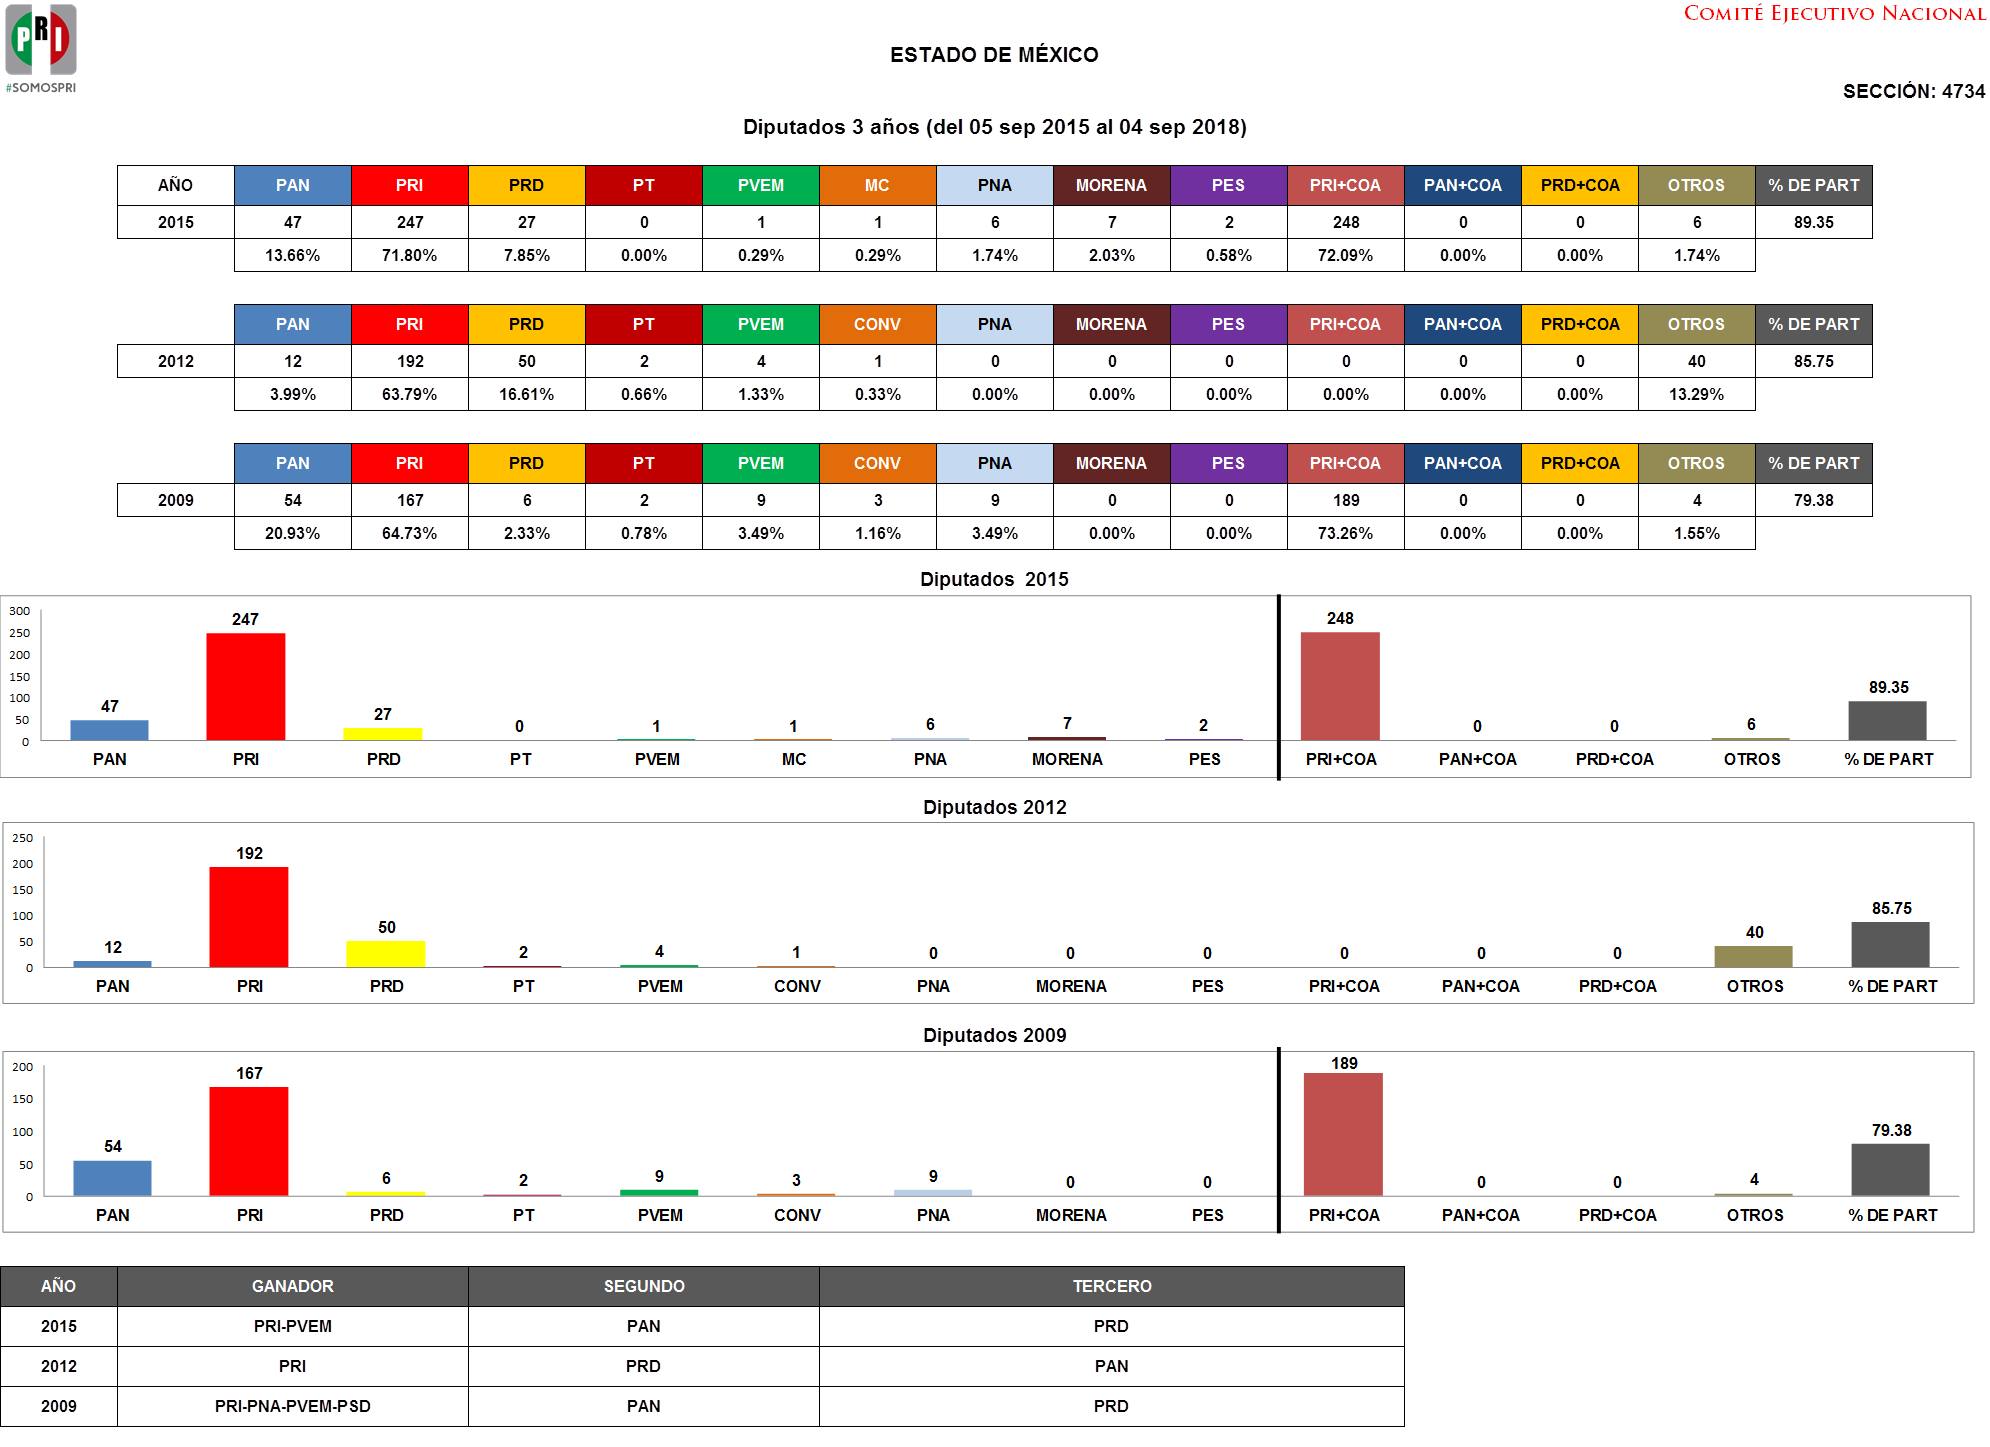 PRI
#SOMOSPRI
COMITÉ EJECUTIVO NACIONAL
ESTADO DE MÉXICO
SECCIÓN: 4734
Diputados 3 años (del 05 sep 2015 al 04 sep 2018)
AÑO PAN PRI PRD PT PVEM MC PNA MORENA PES PRI+COA PAN+COA PRD+COA OTROS % DE PART
2015 47 247 27 0 1 1 6 7 2 248 0 0 6 89.35
13.66% 71.80% 7.85% 0.00% 0.29% 0.29% 1.74% 2.03% 0.58% 72.09% 0.00% 0.00% 1.74%
PAN PRI PRD PT PVEM CONV PNA MORENA PES PRI+COA PAN+COA PRD+COA OTROS % DE PART
2012 12 192 50 2 4 1 0 0 0 0 0 0 40 85.75
3.99% 63.79% 16.61% 0.66% 1.33% 0.33% 0.00% 0.00% 0.00% 0.00% 0.00% 0.00% 13.29%
PAN PRI PRD PT PVEM CONV PNA MORENA PES PRI+COA PAN+COA PRD+COA OTROS % DE PART
2009 54 167 6 2 9 3 9 0 0 189 0 0 4 79.38
20.93% 64.73% 2.33% 0.78% 3.49% 1.16% 3.49% 0.00% 0.00% 73.26% 0.00% 0.00% 1.55%
Diputados 2015
300
250
200
150
100
50
0
47 247 27 0 1 1 6 7 2 248 0 0 6 89.35
PAN PRI PRD PT PVEM MC PNA MORENA PES PRI+COA PAN+COA PRD+COA OTROS % DE PART
Diputados 2012
250
200
150
100
50
0
12 192 50 2 4 1 0 0 0 0 0 0 40 85.75
PAN PRI PRD PT PVEM CONV PNA MORENA PES PRI+COA PAN+COA PRD+COA OTROS % DE PART
Diputados 2009
200
150
100
50
0
54 167 6 2 9 3 9 0 0 189 0 0 4 79.38
PAN PRI PRD PT PVEM CONV PNA MORENA PES PRI+COA PAN+COA PRD+COA OTROS % DE PART
AÑO GANADOR SEGUNDO TERCERO
2015 PRI-PVEM PAN PRD
2012 PRI PRD PAN
2009 PRI-PNA-PVEM-PSD PAN PRD